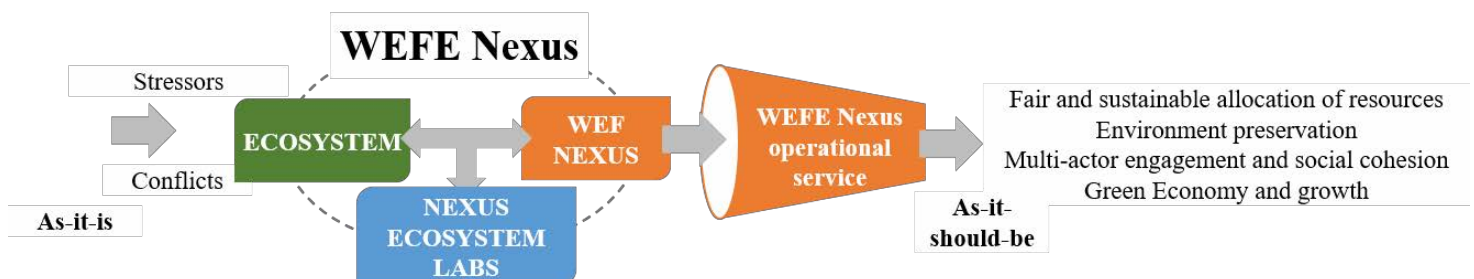 WEFE Nexus
Stressors
Conflicts
As-it-is
ECOSYSTEM
WEF
NEXUS
NEXUS
ECOSYSTEM
LABS
WEFE Nexus
operational
service
As-it-
should-be
Fair and sustainable allocation of resources
Environment preservation
Multi-actor engagement and social cohesion
Green Economy and growth